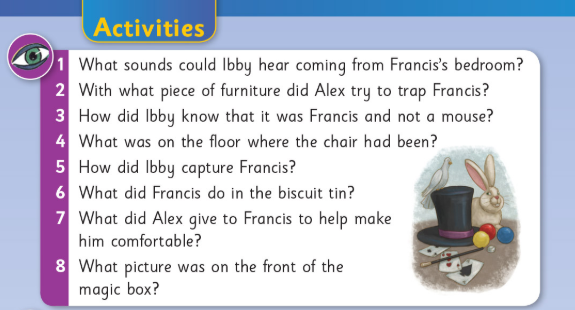 Activities
1 What sounds could Ibby hear coming from Francis's bedroom?
2 With what piece of furniture did Alex try to trap Francis?
3 How did Ibby know that it was Francis and not a mouse?
4 What was on the floor where the chair had been?
5 How did Ibby capture Francis?
6 What did Francis do in the biscuit tin?
7 What did Alex give to Francis to help make
him comfortable?
8 What picture was on the front of the
magic box?